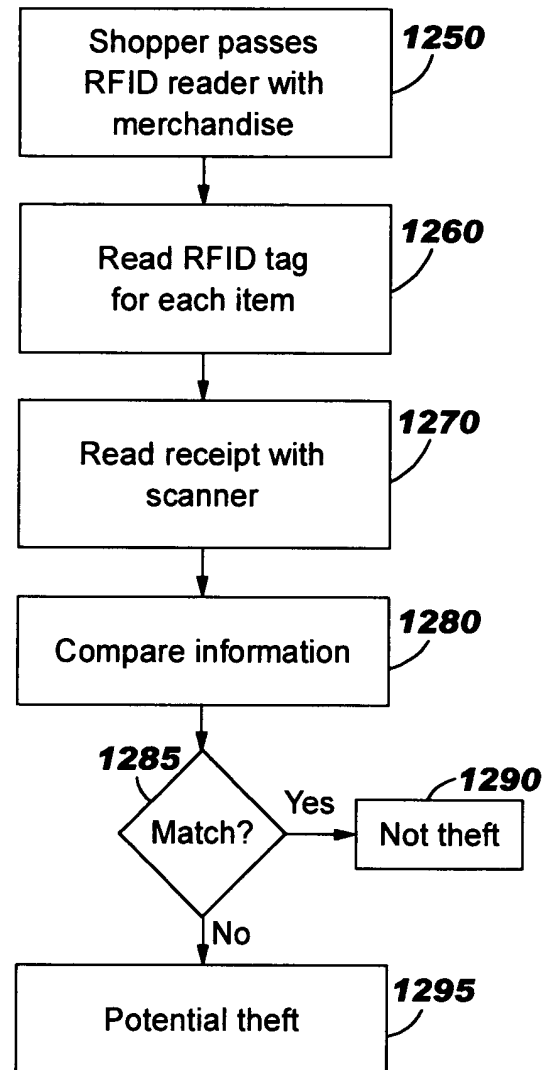 Shopper passes
RFID reader with
merchandise
1250
Read RFID tag
for each item
1260
Read receipt with
scanner
1270
Compare information
1280
1285
Match?
Yes
1290
Not theft
No
Potential theft
1295